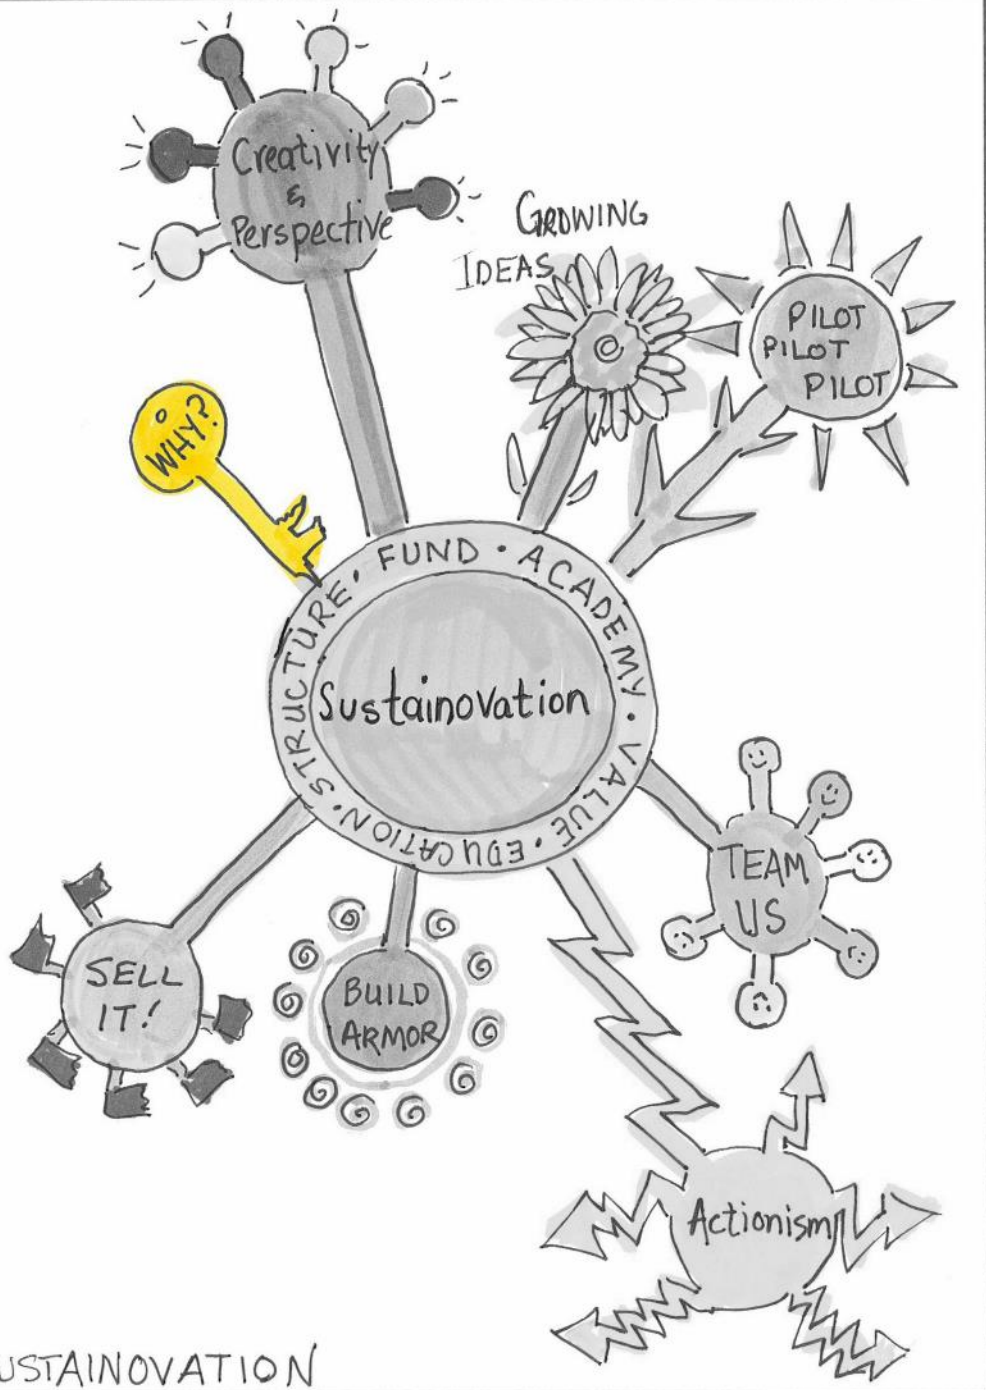 Creativity
&
Perspective
GROWING
IDEAS
PILOT
PILOT
PILOT
WHY?
STRUCTURE • FUND • ACADEMY • VALUE • EDUCATION •
Sustainovation
TEAM
US
SELL
IT!
BUILD
ARMOR
Actionism
USTAINOVATION